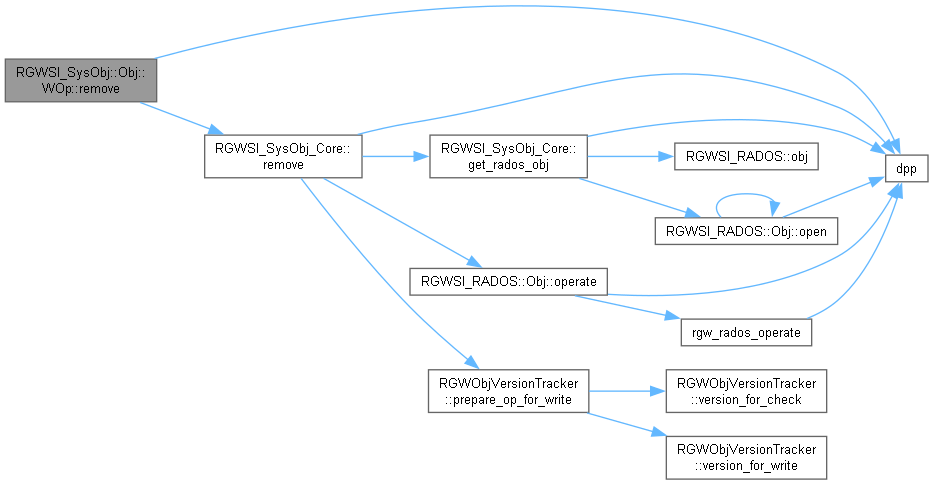 RGWSI_SysObj::Obj::
WOp::remove
RGWSI_SysObj_Core::
remove
RGWSI_SysObj_Core::
get_rados_obj
RGWSI_RADOS::obj
dpp
RGWSI_RADOS::Obj::open
RGWSI_RADOS::Obj::operate
rgw_rados_operate
RGWObjVersionTracker
::prepare_op_for_write
RGWObjVersionTracker
::version_for_check
RGWObjVersionTracker
::version_for_write